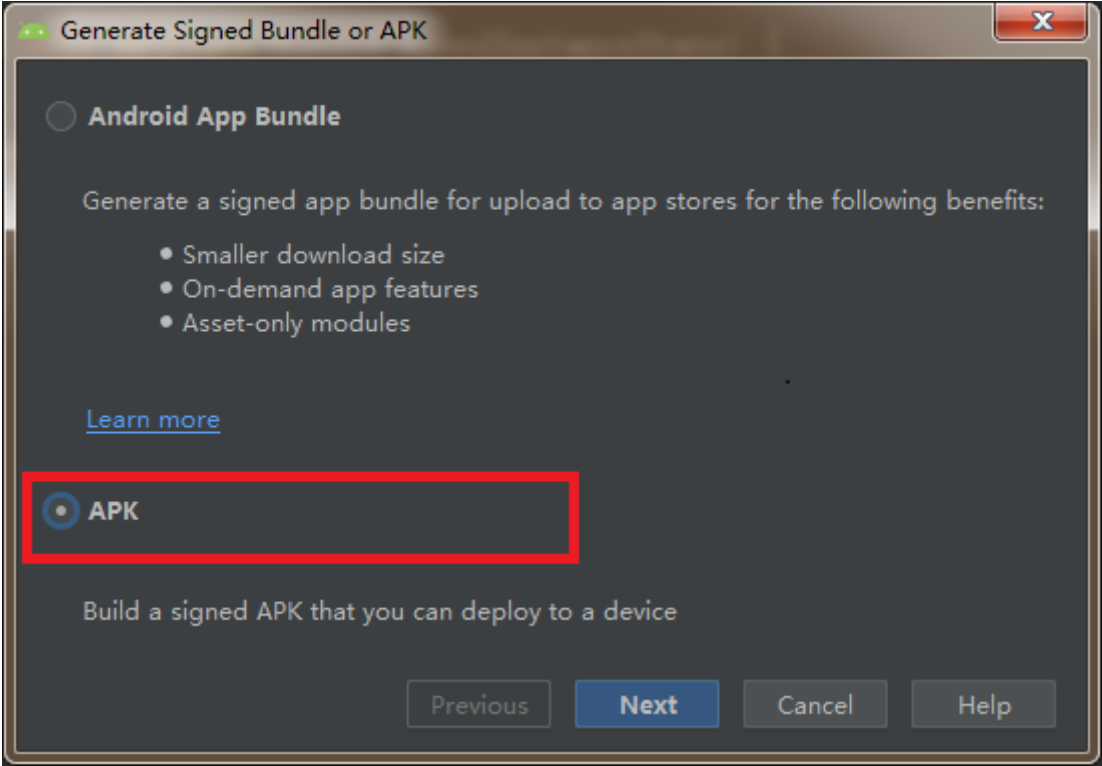 Generate Signed Bundle or APK
Android App Bundle
Generate a signed app bundle for upload to app stores for the following benefits:
• Smaller download size
• On-demand app features
• Asset-only modules
Learn more
APK
Build a signed APK that you can deploy to a device
Previous Next Cancel Help